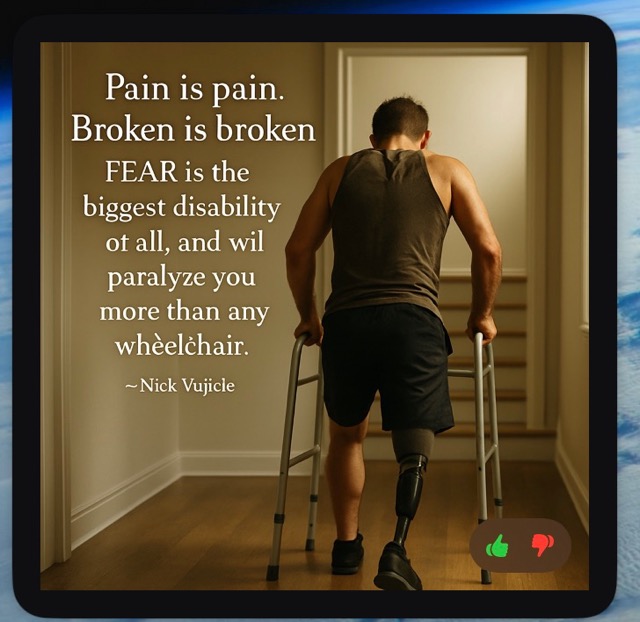 Pain is pain.
Broken is broken
FEAR is the
biggest disability
ot all, and wil
paralyze you
more than any
whèelċhair.
~Nick Vujicle